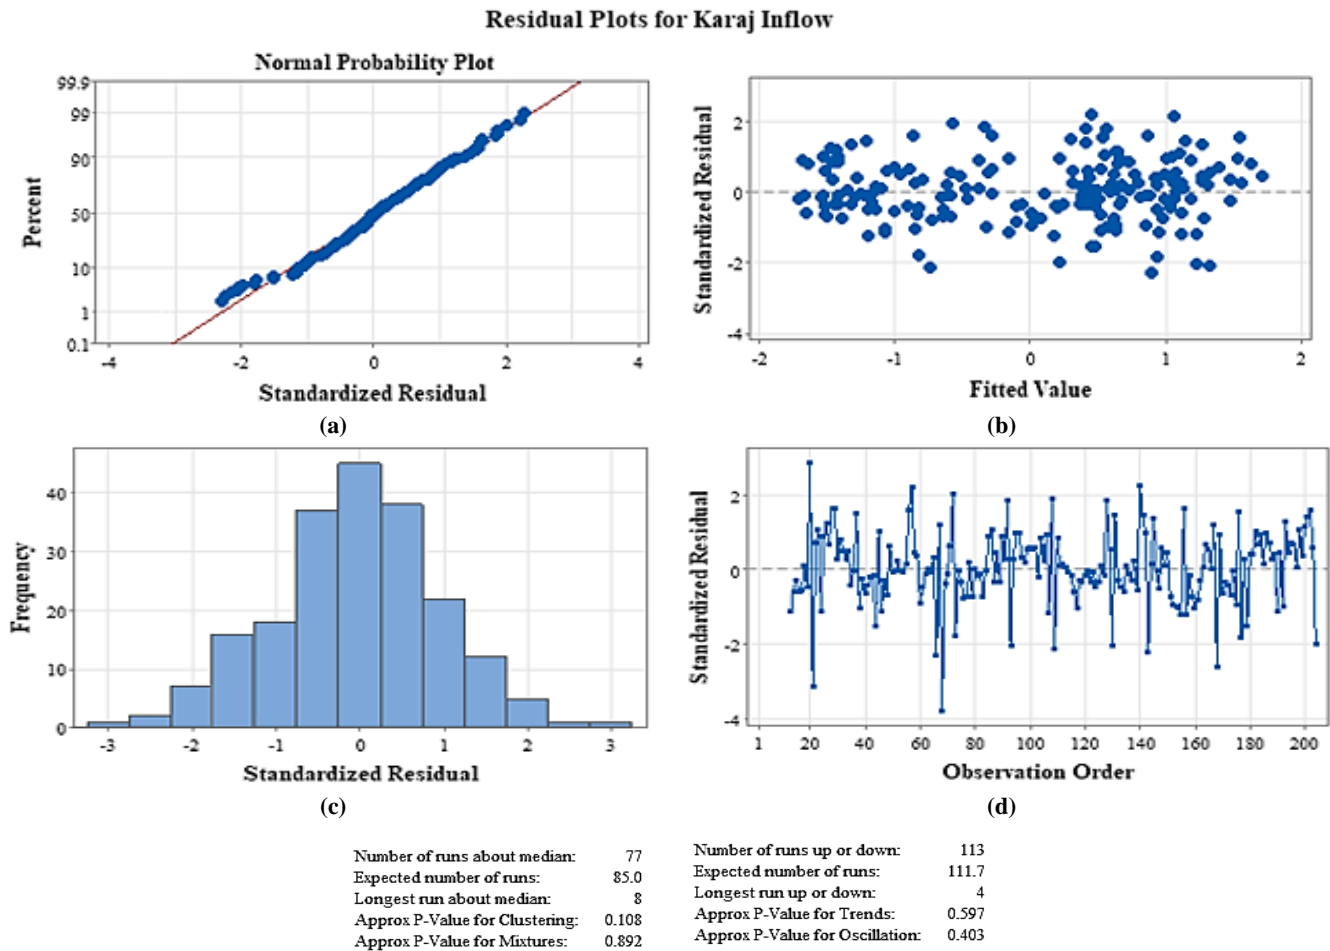 Residual Plots for Karaj Inflow
Normal Probability Plot
Percent
99.9
99
90
50
10
1
0.1
-4
-2
0
2
4
Standardized Residual
(a)
Standardized Residual
2
0
-2
-4
-2
-1
0
1
2
Fitted Value
(b)
Frequency
40
30
20
10
0
-3
-2
-1
0
1
2
3
Standardized Residual
(c)
Standardized Residual
2
0
-2
-4
1
20
40
60
80
100
120
140
160
180
200
Observation Order
(d)
Number of runs about median: 77
Expected number of runs: 85.0
Longest run about median: 8
Approx P-Value for Clustering: 0.108
Approx P-Value for Mixtures: 0.892
Number of runs up or down: 113
Expected number of runs: 111.7
Longest run up or down: 4
Approx P-Value for Trends: 0.597
Approx P-Value for Oscillation: 0.403